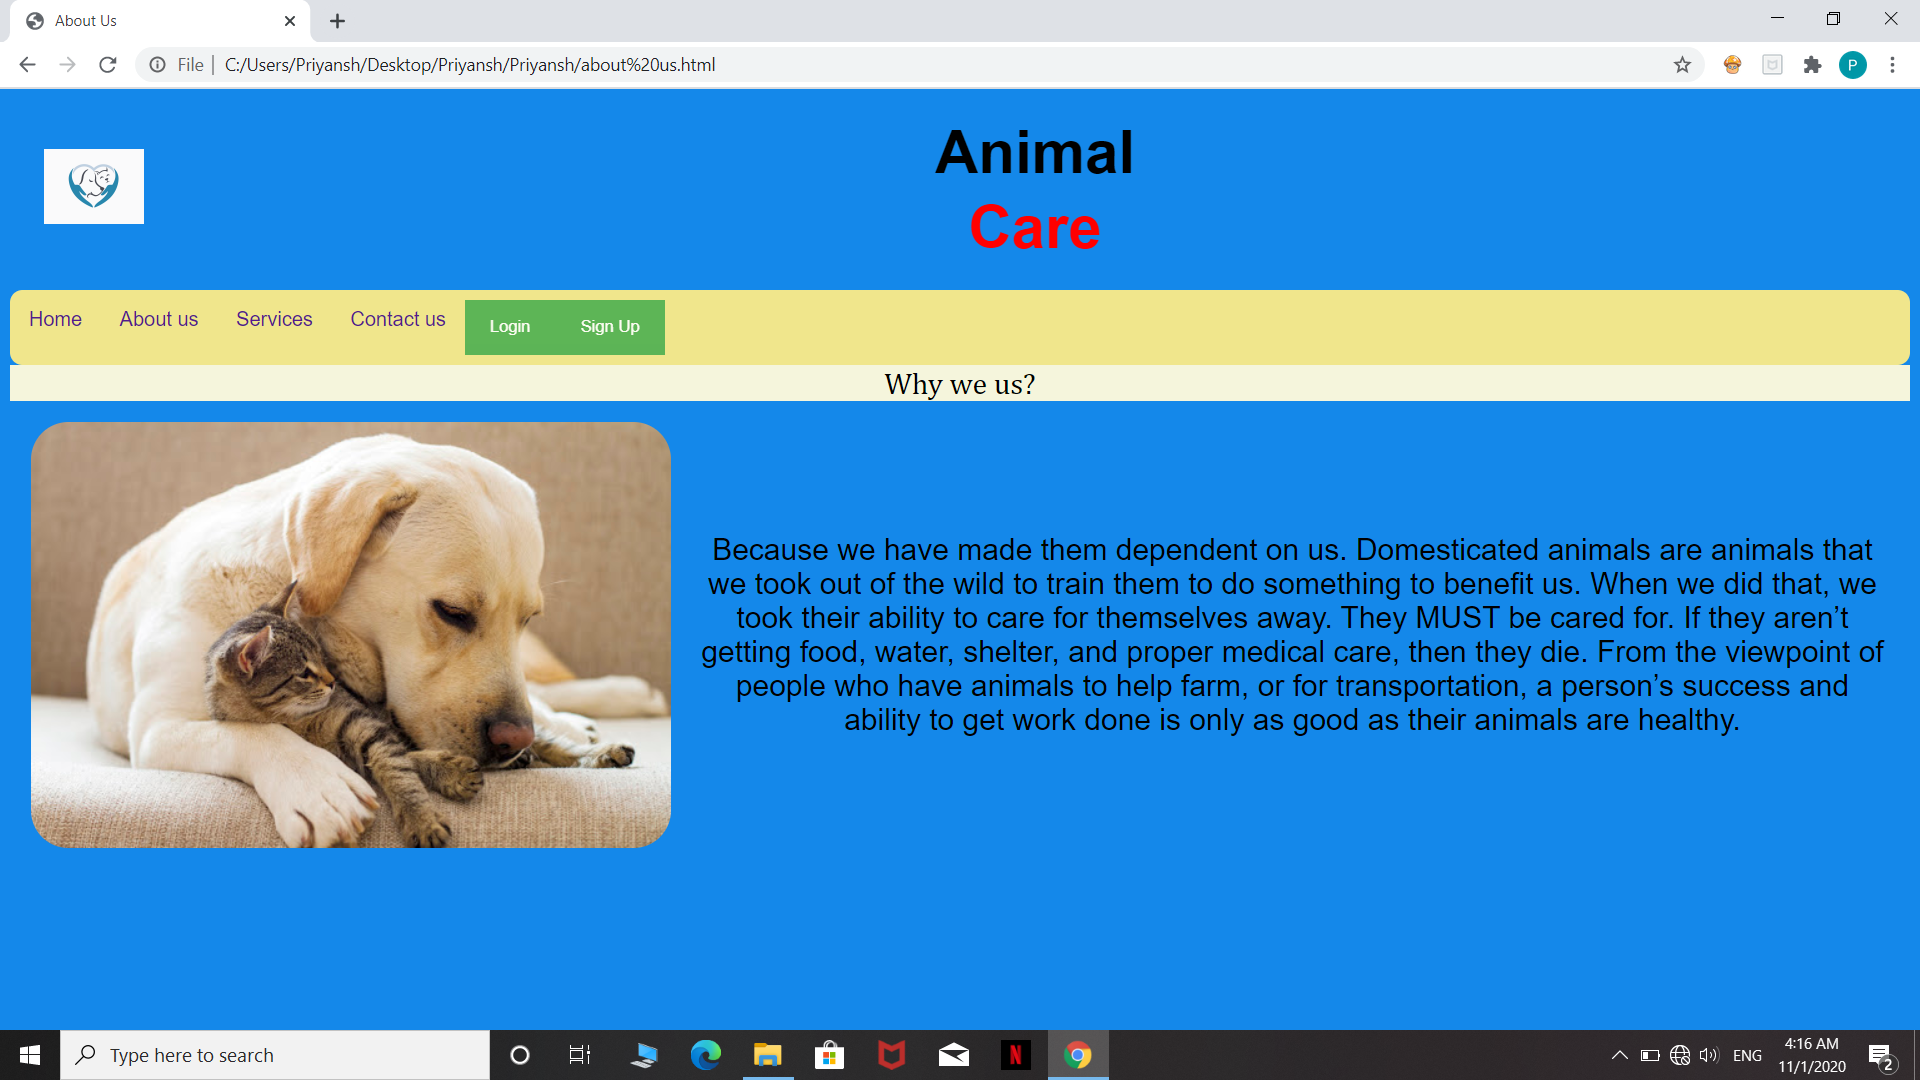 About Us
File
C:/Users/Priyansh/Desktop/Priyansh/Priyansh/about%20us.html
P
Animal
Care
Home
About us
Services
Contact us
Login
Sign Up
Why we us?
Because we have made them dependent on us. Domesticated animals are animals that
we took out of the wild to train them to do something to benefit us. When we did that, we
took their ability to care for themselves away. They MUST be cared for. If they aren’t
getting food, water, shelter, and proper medical care, then they die. From the viewpoint of
people who have animals to help farm, or for transportation, a person’s success and
ability to get work done is only as good as their animals are healthy.
Type here to search
N
ENG
4:16 AM
11/1/2020
2